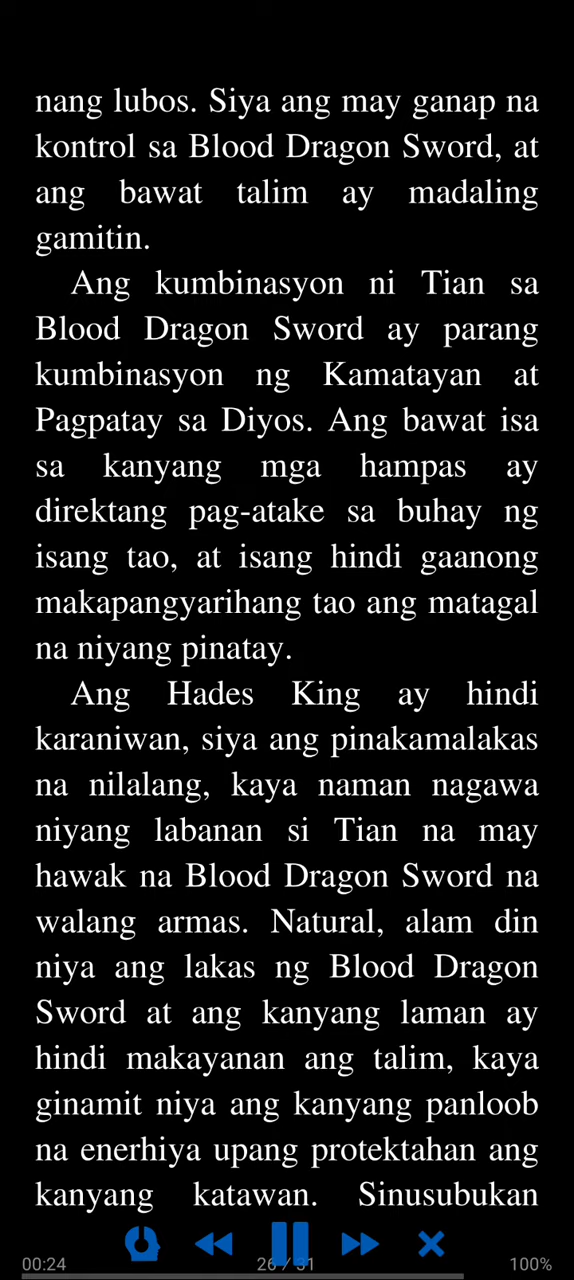 nang lubos. Siya ang may ganap na
kontrol sa Blood Dragon Sword, at
ang bawat talim ay madaling
gamitin.
Ang kumbinasyon ni Tian sa
Blood Dragon Sword ay parang
kumbinasyon ng Kamatayan at
Pagpatay sa Diyos. Ang bawat isa
sa kanyang mga hampas ay
direktang pag-atake sa buhay ng
isang tao, at isang hindi gaanong
makapangyarihang tao ang matagal
na niyang pinatay.
Ang Hades King ay hindi
karaniwan, siya ang pinakamalakas
na nilalang, kaya naman nagawa
niyang labanan si Tian na may
hawak na Blood Dragon Sword na
walang armas. Natural, alam din
niya ang lakas ng Blood Dragon
Sword at ang kanyang laman ay
hindi makayanan ang talim, kaya
ginamit niya ang kanyang panloob
na enerhiya upang protektahan ang
kanyang katawan. Sinusubukan
00:24 26 / 31 100%